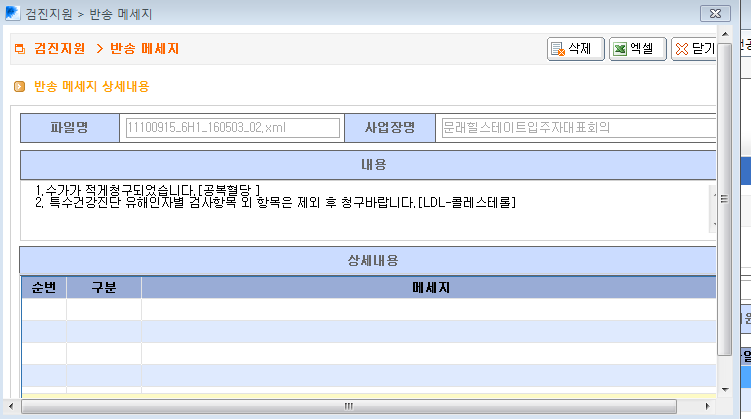 검진지원 > 반송 메세지
검진지원 > 반송 메세지
삭제
엑셀
닫기
반송 메세지 상세내용
파일명
11100915_6H1_160503_02.xml
사업장명
문래힐스테이트입주자대표회의
내용
1.수가가 적게청구되었습니다.[공복혈당 ]
2. 특수건강진단 유해인자별 검사항목 외 항목은 제외 후 청구바랍니다.[LDL-콜레스테롤]
상세내용
순번 구분 메세지